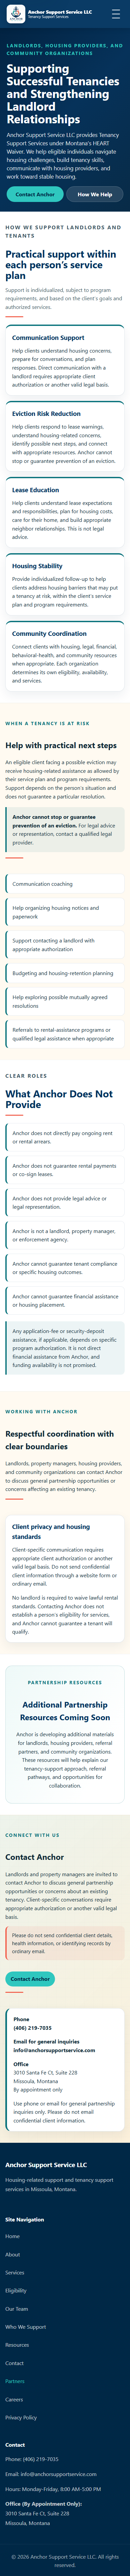 Anchor Support Service LLC
Tenancy Support Services
LANDLORDS, HOUSING PROVIDERS, AND
COMMUNITY ORGANIZATIONS
Supporting
Successful Tenancies
and Strengthening
Landlord
Relationships
Anchor Support Service LLC provides Tenancy
Support Services under Montana's HEART
Waiver. We help eligible individuals navigate
housing challenges, build tenancy skills,
communicate with housing providers, and
work toward stable housing.
Contact Anchor
How We Help
HOW WE SUPPORT LANDLORDS AND
TENANTS
Practical support within
each person's service
plan
Support is individualized, subject to program
requirements, and based on the client's goals and
authorized services.
Communication Support
Help clients understand housing concerns,
prepare for conversations, and plan
responses. Direct communication with a
landlord requires appropriate client
authorization or another valid legal basis.
Eviction Risk Reduction
Help clients respond to lease warnings,
understand housing-related concerns,
identify possible next steps, and connect
with appropriate resources. Anchor cannot
stop or guarantee prevention of an eviction.
Lease Education
Help clients understand lease expectations
and responsibilities, plan for housing costs,
care for their home, and build appropriate
neighbor relationships. This is not legal
advice.
Housing Stability
Provide individualized follow-up to help
clients address housing barriers that may put
a tenancy at risk, within the client's service
plan and program requirements.
Community Coordination
Connect clients with housing, legal, financial,
behavioral-health, and community resources
when appropriate. Each organization
determines its own eligibility, availability,
and services.
WHEN A TENANCY IS AT RISK
Help with practical next steps
An eligible client facing a possible eviction may
receive housing-related assistance as allowed by
their service plan and program requirements.
Support depends on the person's situation and
does not guarantee a particular resolution.
Anchor cannot stop or guarantee
prevention of an eviction. For legal advice
or representation, contact a qualified legal
provider.
Communication coaching
Help organizing housing notices and
paperwork
Support contacting a landlord with
appropriate authorization
Budgeting and housing-retention planning
Help exploring possible mutually agreed
resolutions
Referrals to rental-assistance programs or
qualified legal assistance when appropriate
CLEAR ROLES
What Anchor Does Not
Provide
Anchor does not directly pay ongoing rent
or rental arrears.
Anchor does not guarantee rental payments
or co-sign leases.
Anchor does not provide legal advice or
legal representation.
Anchor is not a landlord, property manager,
or enforcement agency.
Anchor cannot guarantee tenant compliance
or specific housing outcomes.
Anchor cannot guarantee financial assistance
or housing placement.
Any application-fee or security-deposit
assistance, if applicable, depends on specific
program authorization. It is not direct
financial assistance from Anchor, and
funding availability is not promised.
WORKING WITH ANCHOR
Respectful coordination with
clear boundaries
Landlords, property managers, housing providers,
and community organizations can contact Anchor
to discuss general partnership opportunities or
concerns affecting an existing tenancy.
Client privacy and housing
standards
Client-specific communication requires
appropriate client authorization or another
valid legal basis. Do not send confidential
client information through a website form or
ordinary email.
No landlord is required to waive lawful rental
standards. Contacting Anchor does not
establish a person's eligibility for services,
and Anchor cannot guarantee a tenant will
qualify.
PARTNERSHIP RESOURCES
Additional Partnership
Resources Coming Soon
Anchor is developing additional materials
for landlords, housing providers, referral
partners, and community organizations.
These resources will help explain our
tenancy-support approach, referral
pathways, and opportunities for
collaboration.
CONNECT WITH US
Contact Anchor
Landlords and property managers are invited to
contact Anchor to discuss general partnership
opportunities or concerns about an existing
tenancy. Client-specific conversations require
appropriate authorization or another valid legal
basis.
Please do not send confidential client details,
health information, or identifying records by
ordinary email.
Contact Anchor
Phone
(406) 219-7035
Email for general inquiries
info@anchorsupportservice.com
Office
3010 Santa Fe Ct, Suite 228
Missoula, Montana
By appointment only
Use phone or email for general partnership
inquiries only. Please do not email
confidential client information.
Anchor Support Service LLC
Housing-related support and tenancy support
services in Missoula, Montana.
Site Navigation
Home
About
Services
Eligibility
Our Team
Who We Support
Resources
Contact
Partners
Careers
Privacy Policy
Contact
Phone: (406) 219-7035
Email: info@anchorsupportservice.com
Hours: Monday-Friday, 8:00 AM-5:00 PM
Office (By Appointment Only):
3010 Santa Fe Ct, Suite 228
Missoula, Montana
© 2026 Anchor Support Service LLC. All rights
reserved.